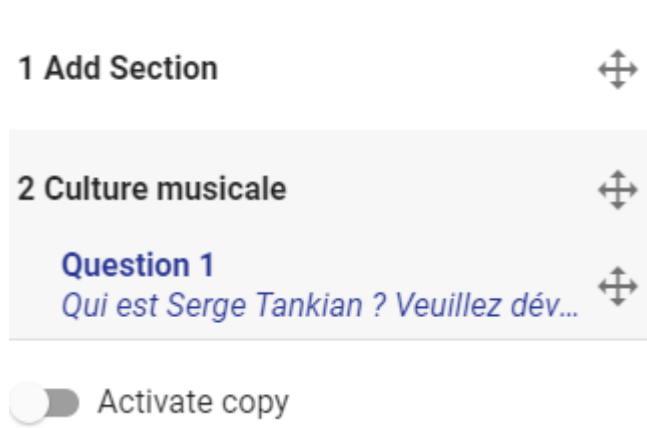 1 Add Section
2 Culture musicale
Question 1
Qui est Serge Tankian ? Veuillez dév...
Activate copy